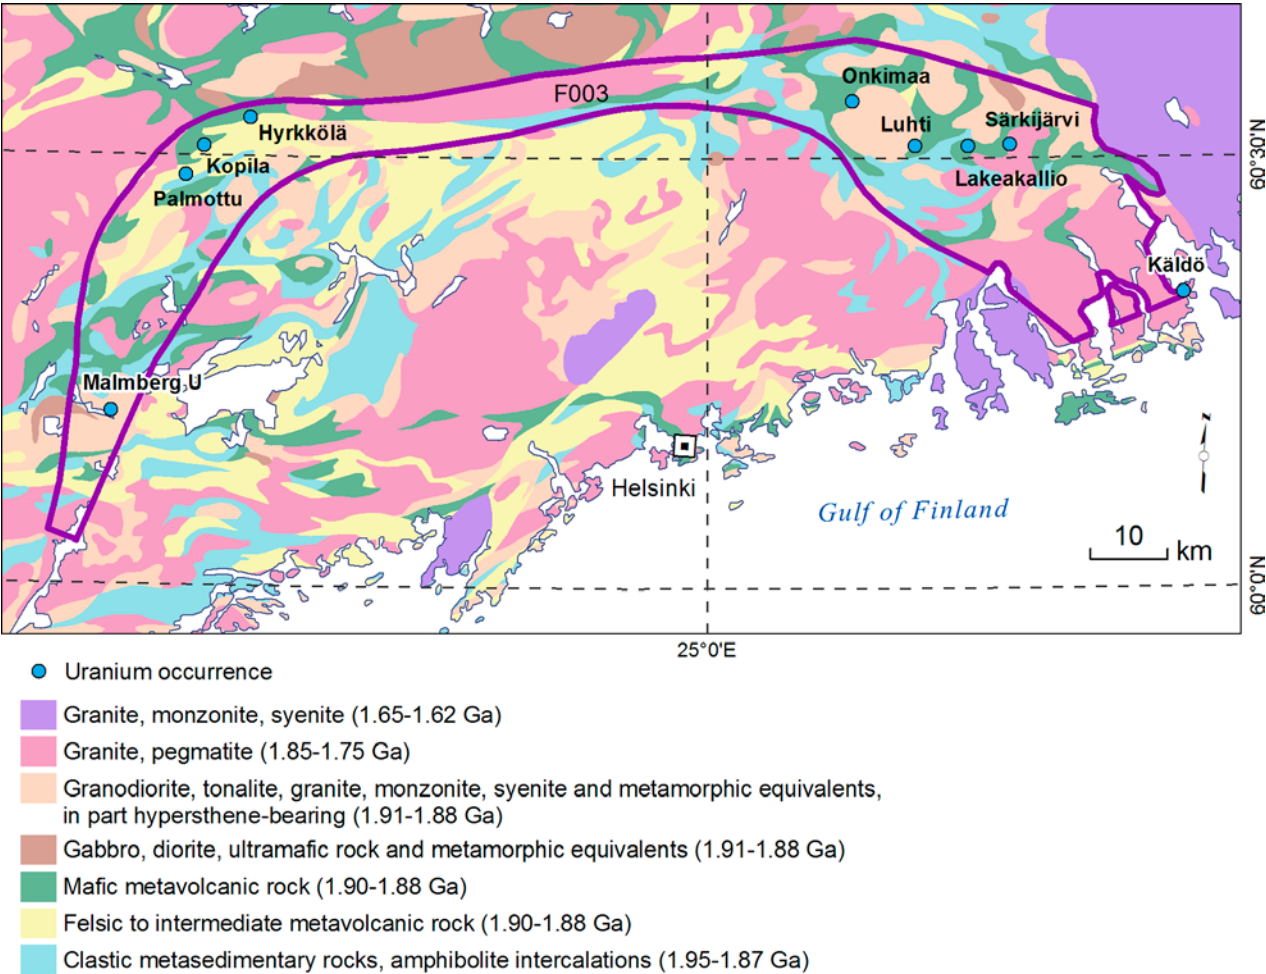 F003
Onkimaa
Hyrkkölä
Luhti
Särkijärvi
Kopila
Lakeakallio
Palmottu
60°30'N
Käldö
Malmberg U
Helsinki
Gulf of Finland
N
10 km
60°0'N
25°0'E
Uranium occurrence
Granite, monzonite, syenite (1.65-1.62 Ga)
Granite, pegmatite (1.85-1.75 Ga)
Granodiorite, tonalite, granite, monzonite, syenite and metamorphic equivalents,
in part hypersthene-bearing (1.91-1.88 Ga)
Gabbro, diorite, ultramafic rock and metamorphic equivalents (1.91-1.88 Ga)
Mafic metavolcanic rock (1.90-1.88 Ga)
Felsic to intermediate metavolcanic rock (1.90-1.88 Ga)
Clastic metasedimentary rocks, amphibolite intercalations (1.95-1.87 Ga)